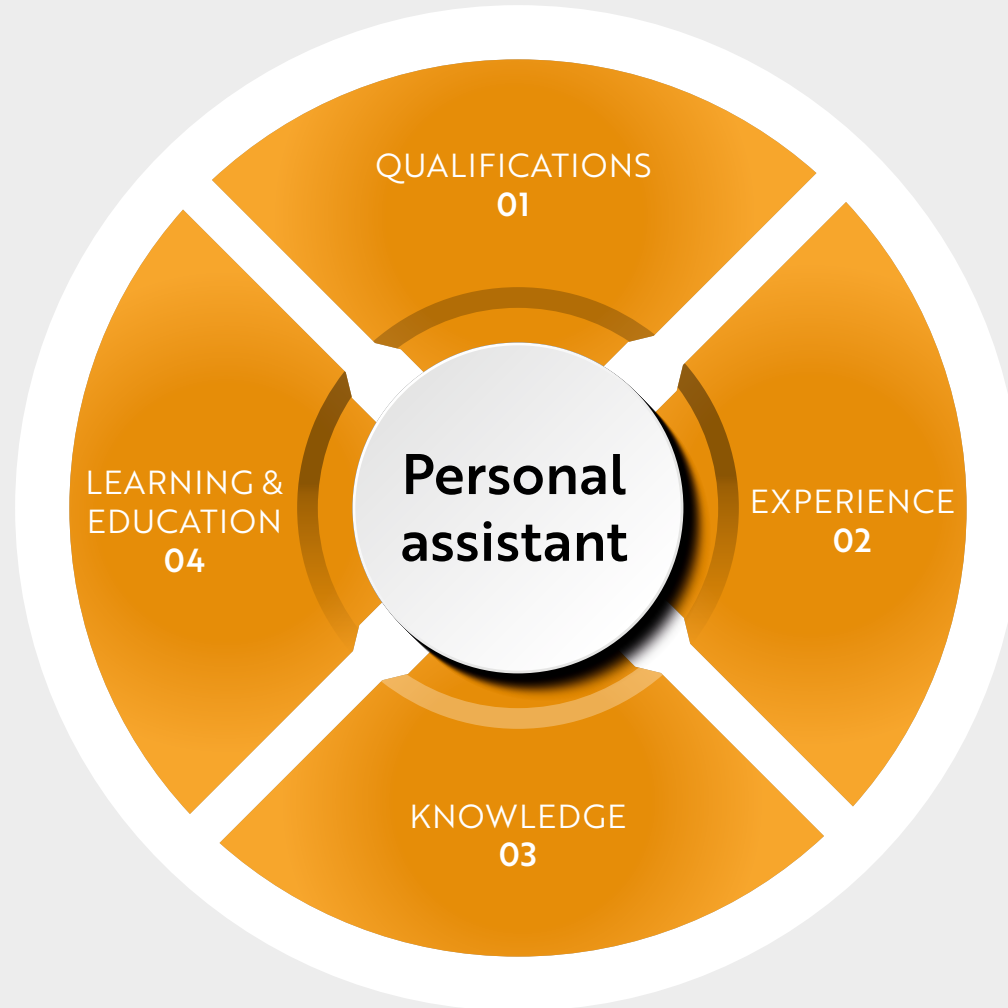 QUALIFICATIONS
01
Personal
assistant
LEARNING &
EDUCATION
04
EXPERIENCE
02
KNOWLEDGE
03